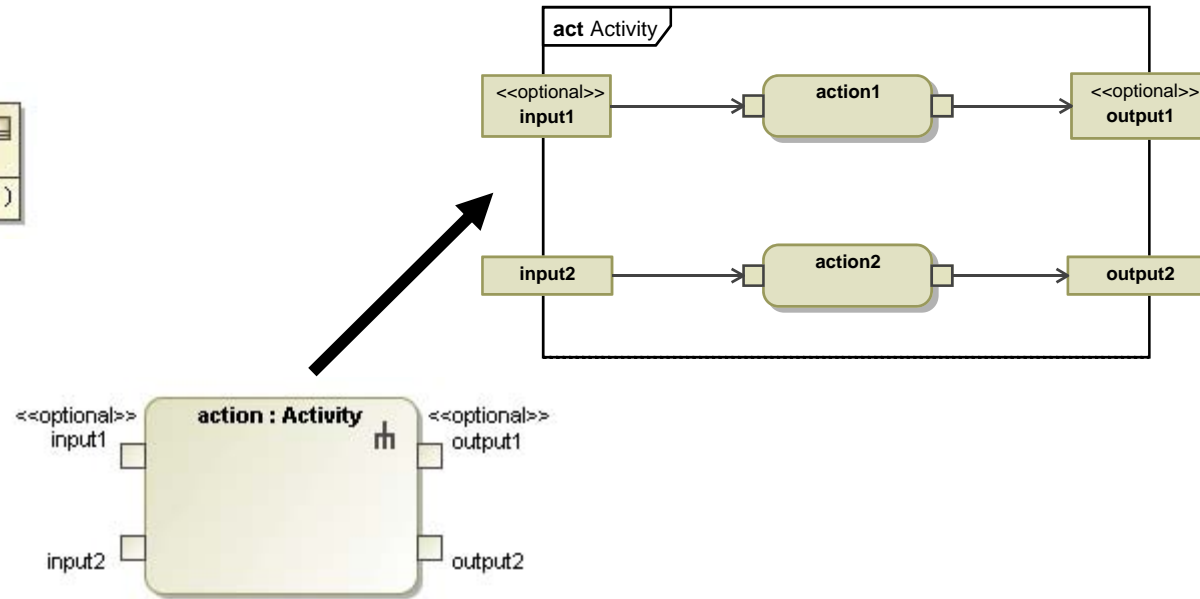 act Activity
<<optional>>
input1
action1
<<optional>>
output1
input2
action2
output2
)
<<optional>>
input1
action : Activity
<<optional>>
output1
input2
output2